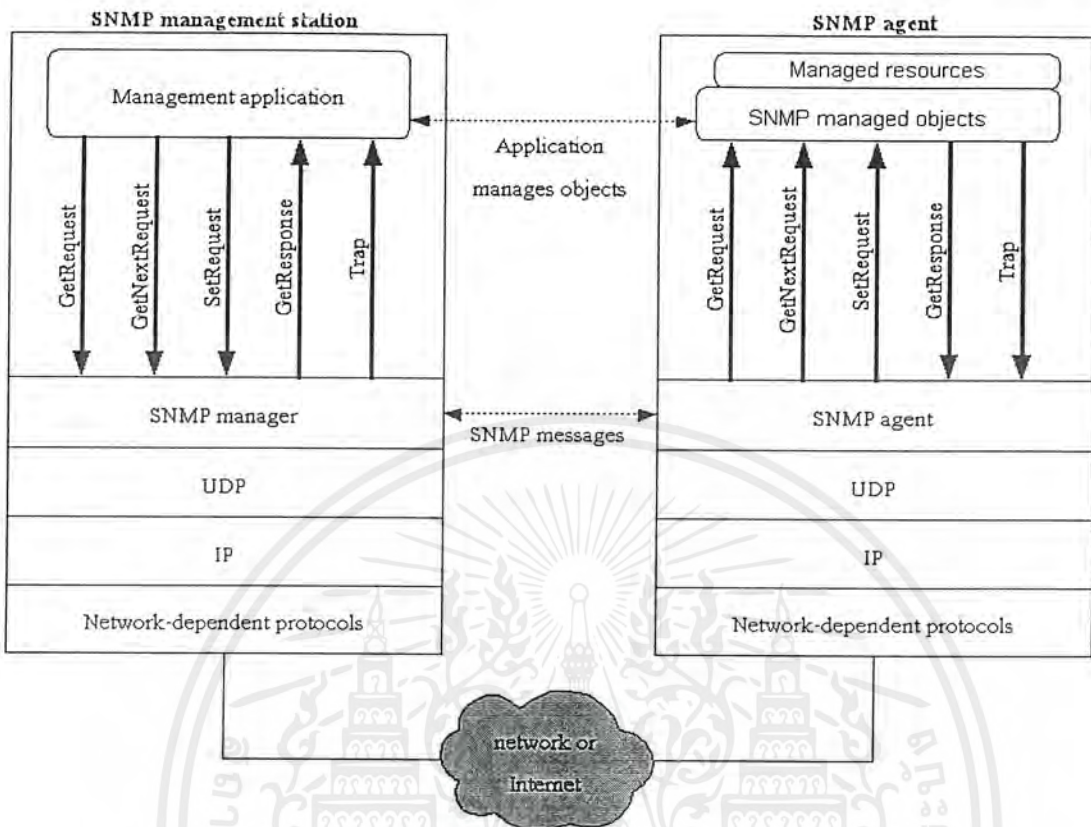 SNMP management station
Management application
GetRequest
GetNextRequest
SetRequest
GetResponse
Trap
SNMP manager
UDP
IP
Network-dependent protocols
Application
manages objects
SNMP messages
SNMP agent
Managed resources
SNMP managed objects
GetRequest
GetNextRequest
SetRequest
GetResponse
Trap
SNMP agent
UDP
IP
Network-dependent protocols
network or
Internet